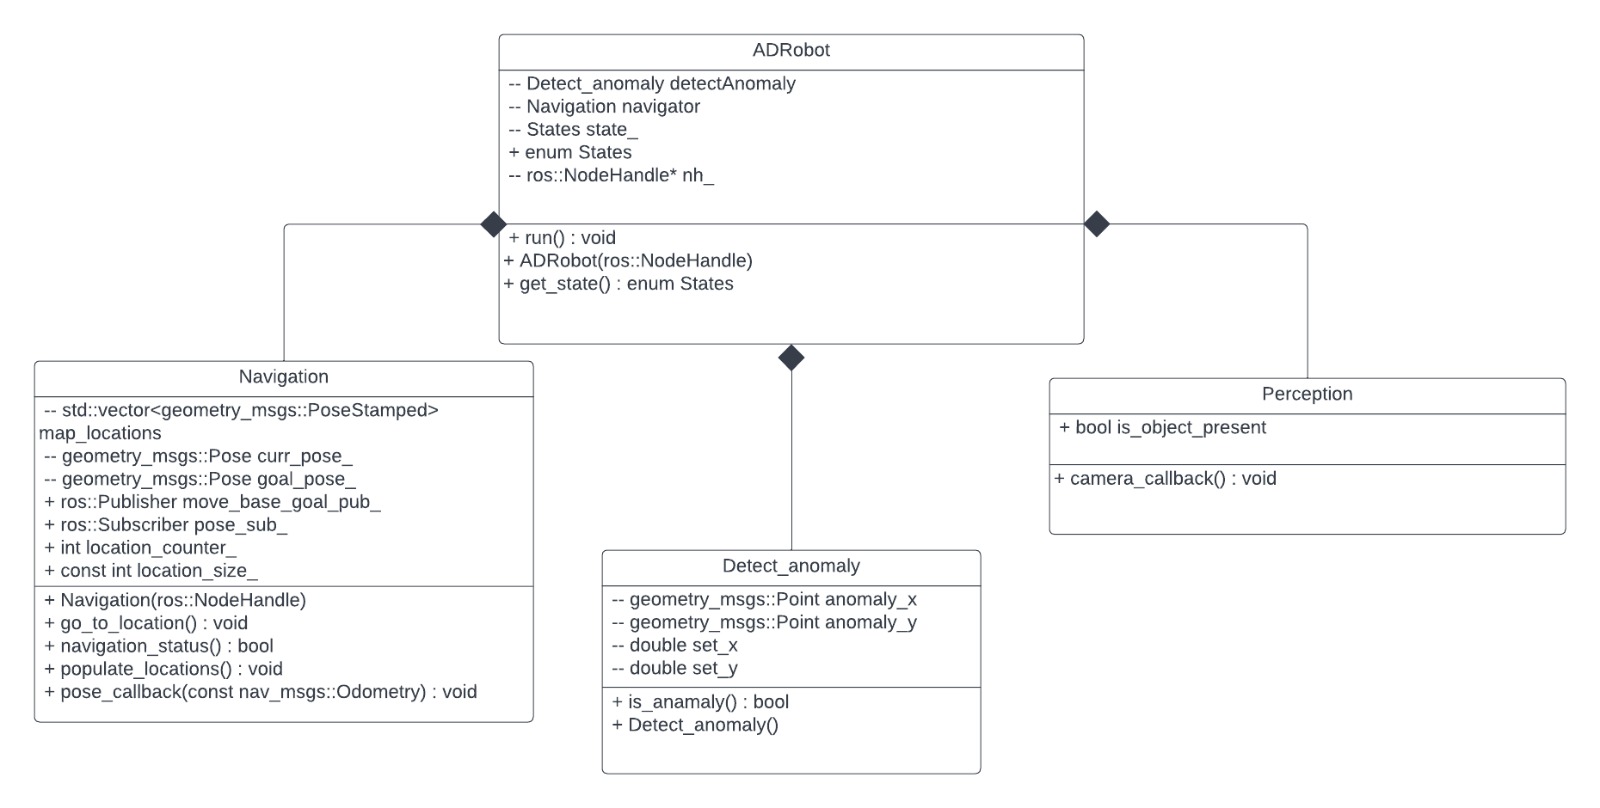 ADRobot
-- Detect_anomaly detectAnomaly
-- Navigation navigator
-- States state_
+ enum States
-- ros::NodeHandle* nh_
+ run() : void
+ ADRobot(ros::NodeHandle)
+ get_state() : enum States
Navigation
-- std::vector<geometry_msgs::PoseStamped>
map_locations
-- geometry_msgs::Pose curr_pose_
-- geometry_msgs::Pose goal_pose_
+ ros::Publisher move_base_goal_pub_
+ ros::Subscriber pose_sub_
+ int location_counter_
+ const int location_size_
+ Navigation(ros::NodeHandle)
+ go_to_location() : void
+ navigation_status() : bool
+ populate_locations() : void
+ pose_callback(const nav_msgs::Odometry) : void
Detect_anomaly
-- geometry_msgs::Point anomaly_x
-- geometry_msgs::Point anomaly_y
-- double set_x
-- double set_y
+ is_anamaly() : bool
+ Detect_anomaly()
Perception
+ bool is_object_present
+ camera_callback() : void